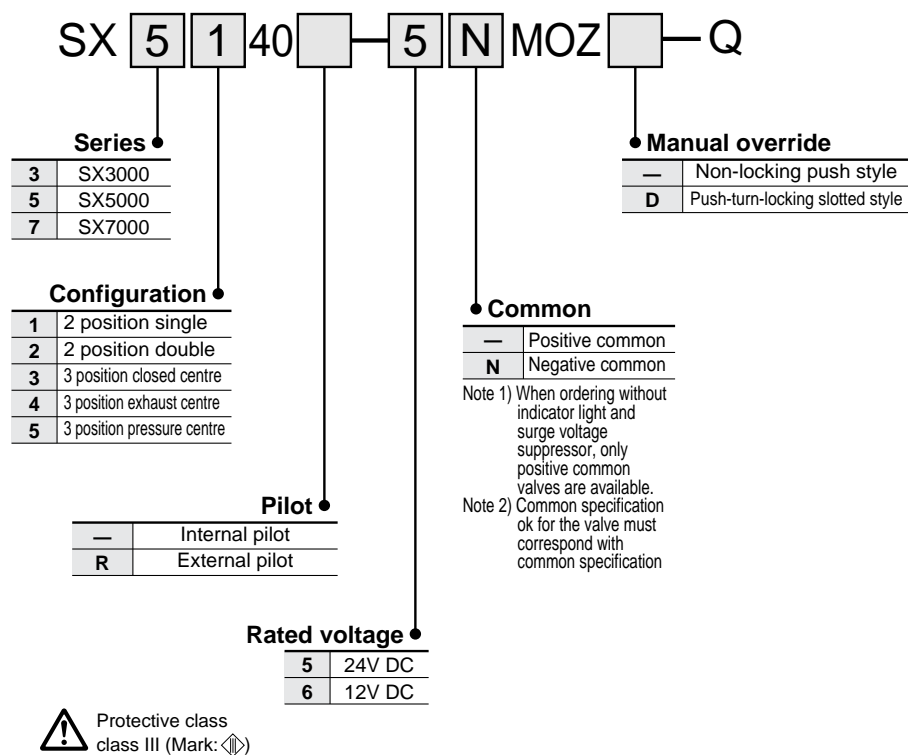 SX 5 1 40 — 5 N MOZ — Q
Series
3 SX3000
5 SX5000
7 SX7000
Manual override
— Non-locking push style
D Push-turn-locking slotted style
Configuration
1 2 position single
2 2 position double
3 3 position closed centre
4 3 position exhaust centre
5 3 position pressure centre
Common
— Positive common
N Negative common
Note 1) When ordering without
indicator light and
surge voltage
suppressor, only
positive common
valves are available.
Note 2) Common specification
ok for the valve must
correspond with
common specification
Pilot
— Internal pilot
R External pilot
Rated voltage
5 24V DC
6 12V DC
Protective class
class III (Mark: )